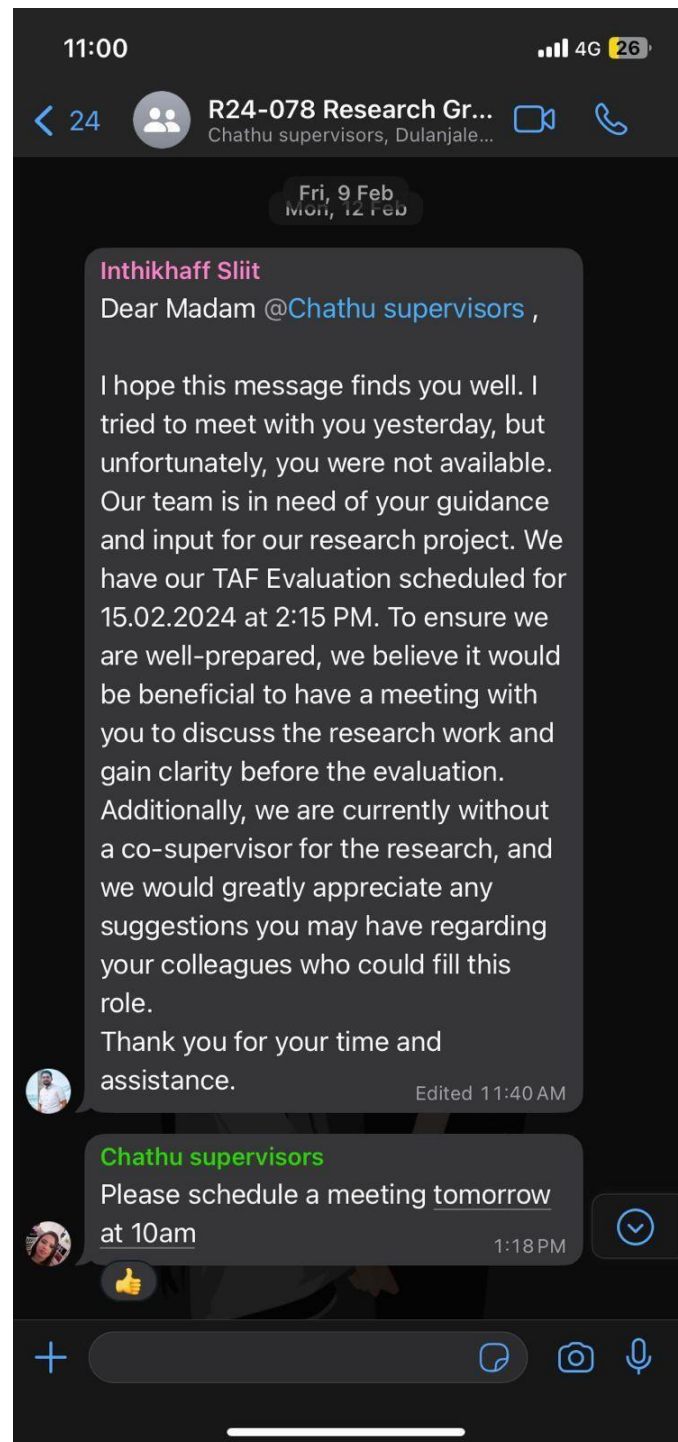 11:00
4G 26
24
R24-078 Research Gr...
Chathu supervisors, Dulanjale...
Fri, 9 Feb
Mon, 12 Feb
Inthikhaff Sliit
Dear Madam @Chathu supervisors ,
I hope this message finds you well. I
tried to meet with you yesterday, but
unfortunately, you were not available.
Our team is in need of your guidance
and input for our research project. We
have our TAF Evaluation scheduled for
15.02.2024 at 2:15 PM. To ensure we
are well-prepared, we believe it would
be beneficial to have a meeting with
you to discuss the research work and
gain clarity before the evaluation.
Additionally, we are currently without
a co-supervisor for the research, and
we would greatly appreciate any
suggestions you may have regarding
your colleagues who could fill this
role.
Thank you for your time and
assistance.
Edited 11:40 AM
Chathu supervisors
Please schedule a meeting tomorrow
at 10am
1:18 PM
👍